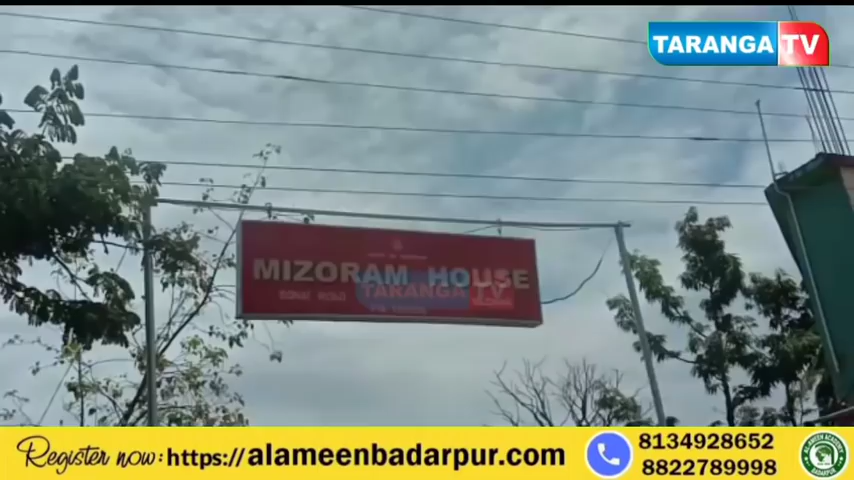 TARANGA TV
MIZORAM HOUSE
TARANGA TV
Register now: https://alameenbadarpur.com
8134928652
8822789998